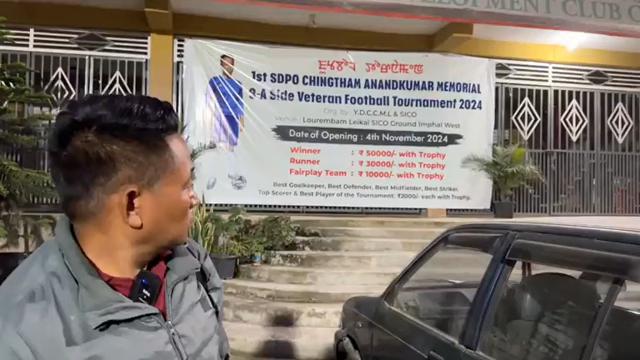 DEVELOPMENT CLUB
1st SDPO CHINGTHAM ANANDKUMAR MEMORIAL
9-A Side Veteran Football Tournament 2024
Org. by - Y.D.C.C.M.L & SICO
Venue : Lourembam Leikai SICO Ground Imphal West
Date of Opening : 4th November 2024
Winner : ₹ 50000/- with Trophy
Runner : ₹ 30000/- with Trophy
Fairplay Team : ₹ 10000/- with Trophy
Best Goalkeeper, Best Defender, Best Midfielder, Best Striker,
Top Scorer & Best Player of the Tournament. ₹2000/- each with Trophy.